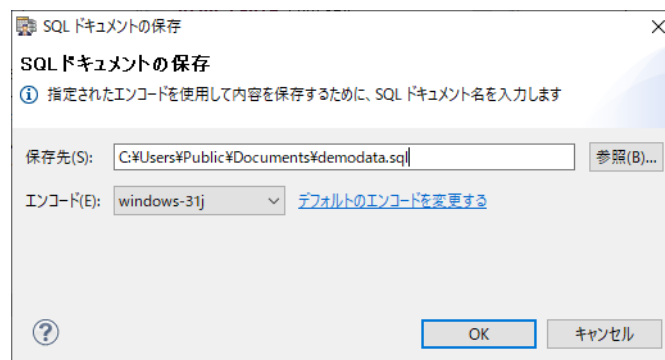 SQL ドキュメントの保存
SQLドキュメントの保存
指定されたエンコードを使用して内容を保存するために、SQL ドキュメント名を入力します
保存先(S): C:¥Users¥Public¥Documents¥demodata.sql 参照(B)...
エンコード(E): windows-31j デフォルトのエンコードを変更する
OK キャンセル